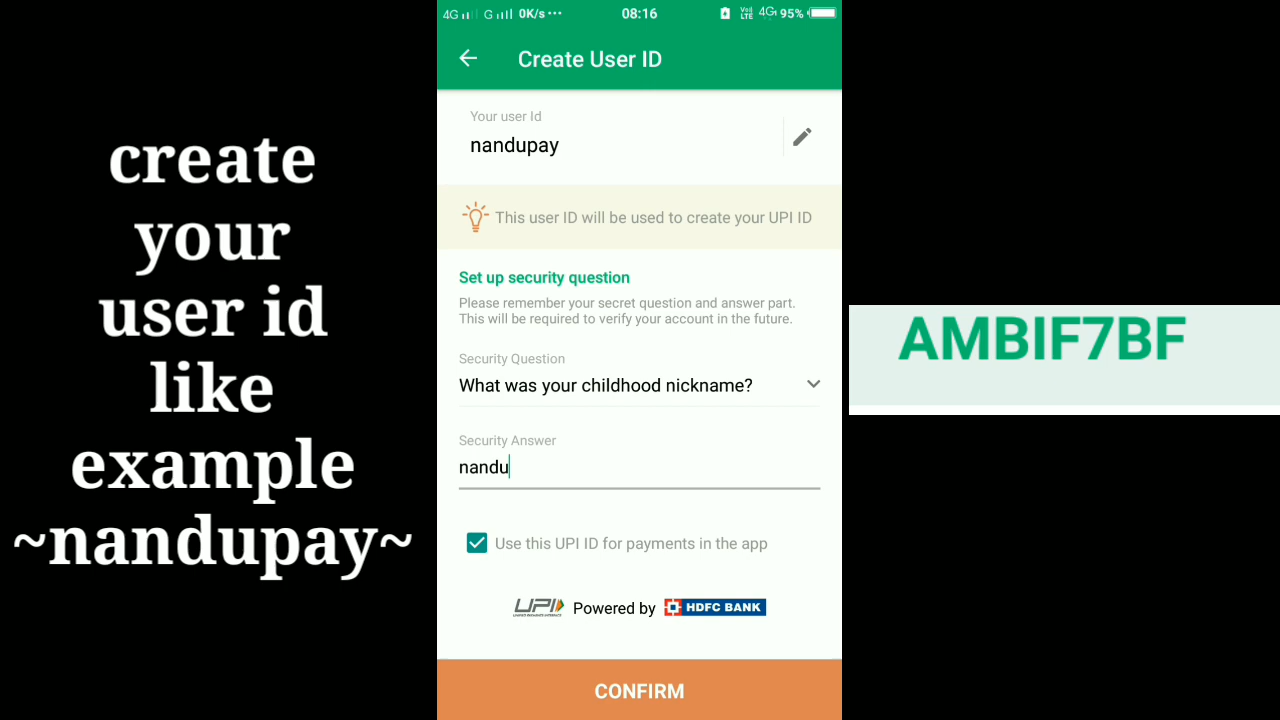 create
your
user id
like
example
~nandupay~
4G G 0K/s... 08:16 Vo) LTE 4G 95%
Create User ID
Your user Id
nandupay
This user ID will be used to create your UPI ID
Set up security question
Please remember your secret question and answer part.
This will be required to verify your account in the future.
Security Question
What was your childhood nickname?
Security Answer
nandu
Use this UPI ID for payments in the app
UPI Powered by HDFC BANK
CONFIRM
AMBIF7BF